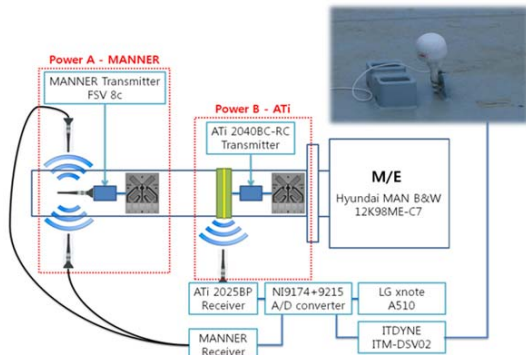 Power A - MANNER
MANNER Transmitter
FSV 8c
Power B - ATi
ATi 2040BC-RC
Transmitter
M/E
Hyundai MAN B&W
12K98ME-C7
ATi 2025BP
Receiver
NI9174+9215
A/D converter
LG xnote
A510
MANNER
Receiver
ITDYNE
ITM-DSV02